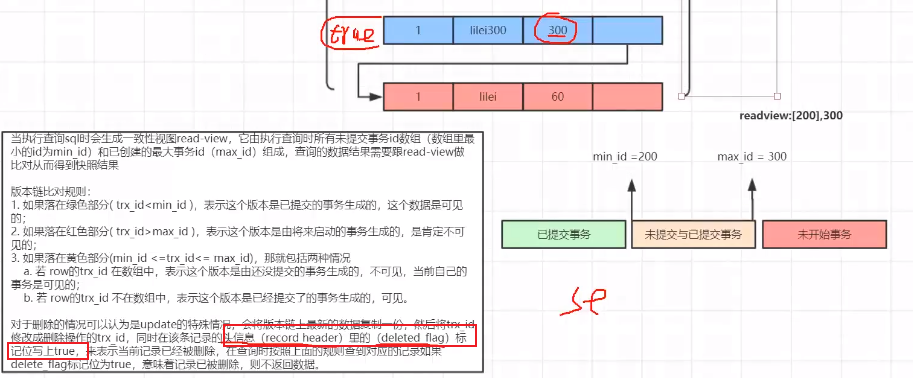 true
1 lilei300 300
1 lilei 60
readview:[200],300
当执行查询sql时会生成一致性视图read-view，它由执行查询时所有未提交事务id数组（数组里最
小的id为min_id）和已创建的最大事务id（max_id）组成，查询的数据结果需要跟read-view做
比对从而得到快照结果
版本链比对规则：
1. 如果落在绿色部分( trx_id<min_id )，表示这个版本是已提交的事务生成的，这个数据是可见
的；
2. 如果落在红色部分( trx_id>max_id )，表示这个版本是由将来启动的事务生成的，是肯定不可
见的；
3. 如果落在黄色部分(min_id <=trx_id<= max_id)，那就包括两种情况
a. 若 row的trx_id 在数组中，表示这个版本是由还没提交的事务生成的，不可见，当前自己的
事务是可见的；
b. 若 row的trx_id 不在数组中，表示这个版本是已经提交了的事务生成的，可见。
对于删除的情况可以认为是update的特殊情况，会将版本链上最新的数据复制一份，然后将trx_id
修改成删除操作的trx_id，同时在该条记录的头信息（record header）里的（deleted_flag）标
记位写上true，来表示当前记录已经被删除，在查询时按照上面的规则查到对应的记录如果
delete_flag标记位为true，意味着记录已被删除，则不返回数据。
min_id =200
max_id = 300
已提交事务
未提交与已提交事务
未开始事务
se